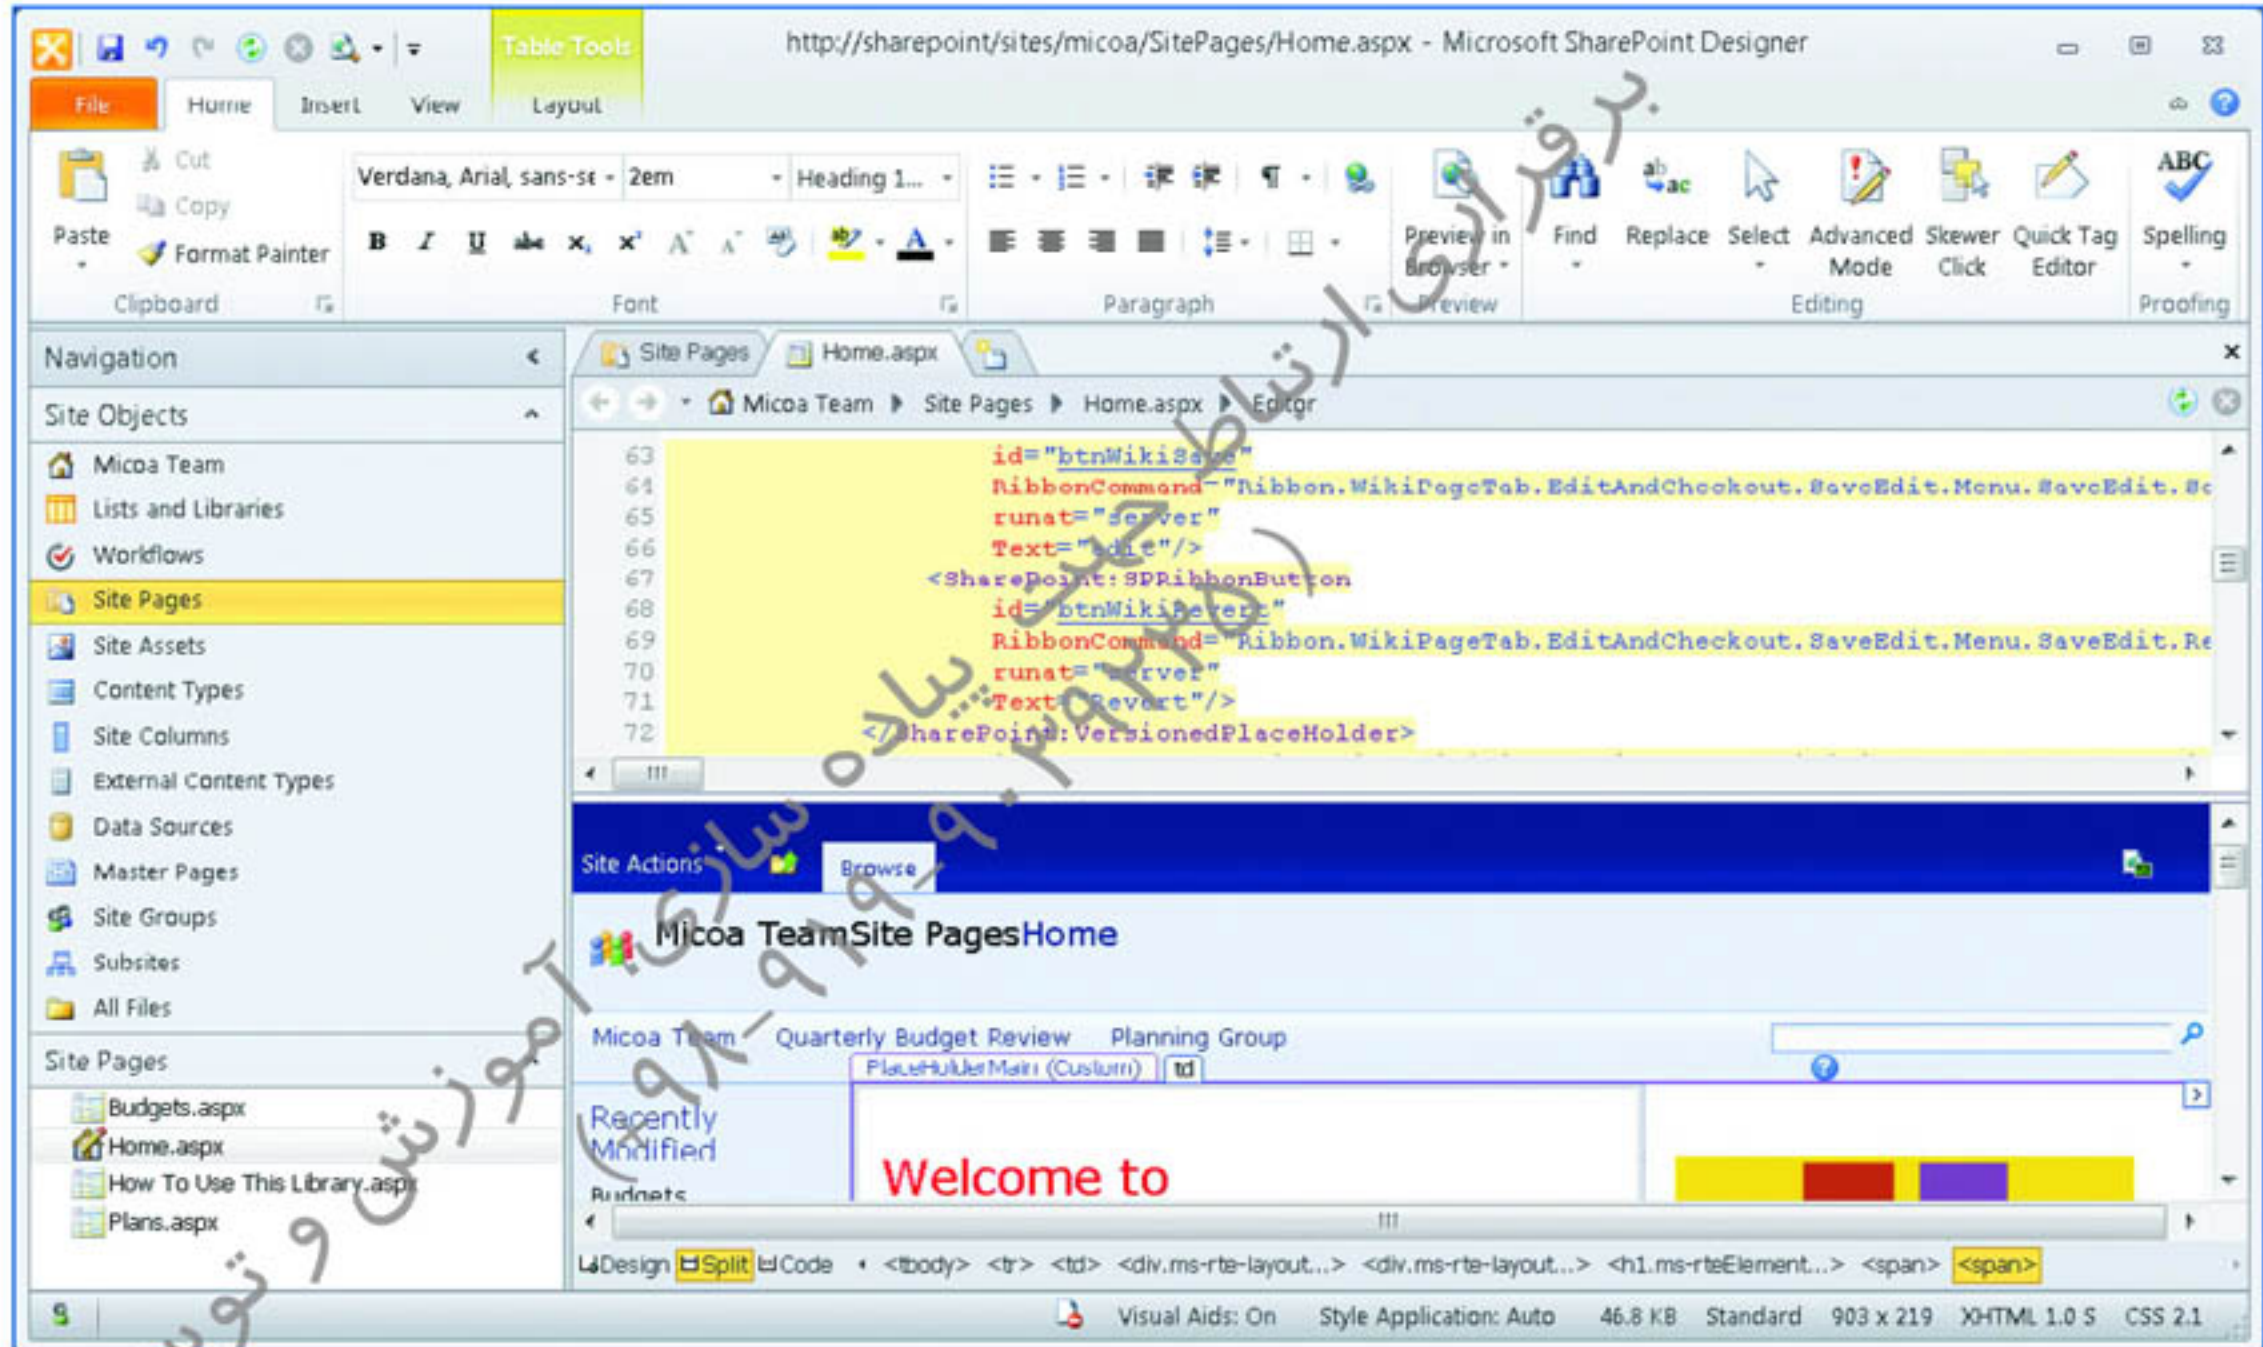 Table Tools
http://sharepoint/sites/micoa/SitePages/Home.aspx - Microsoft SharePoint Designer
File Home Insert View Layout
Cut
Copy
Paste
Format Painter
Clipboard
Verdana, Arial, sans-se 2em Heading 1...
Font
Paragraph
Preview in Browser
Preview
Find
Replace
Select
Advanced Mode
Skewer Click
Quick Tag Editor
Editing
ABC
Spelling
Proofing
Navigation
Site Objects
Micoa Team
Lists and Libraries
Workflows
Site Pages
Site Assets
Content Types
Site Columns
External Content Types
Data Sources
Master Pages
Site Groups
Subsites
All Files
Site Pages
Budgets.aspx
Home.aspx
How To Use This Library.aspx
Plans.aspx
Site Pages Home.aspx
Micoa Team Site Pages Home.aspx Editor
63 id="btnWikiSave"
64 RibbonCommand="Ribbon.WikiPageTab.EditAndCheckout.SaveEdit.Menu.SaveEdit.Sa
65 runat="server"
66 Text="edit"/>
67 <SharePoint:SPRibbonButton
68 id="btnWikiRevert"
69 RibbonCommand="Ribbon.WikiPageTab.EditAndCheckout.SaveEdit.Menu.SaveEdit.Re
70 runat="server"
71 Text="Revert"/>
72 </SharePoint:VersionedPlaceHolder>
Site Actions Browse
Micoa TeamSite PagesHome
Micoa Team Quarterly Budget Review Planning Group
PlaceHolderMain (Custom) td
Recently
Modified
Budgets
Welcome to
Design Split Code <tbody> <tr> <td> <div.ms-rte-layout...> <div.ms-rte-layout...> <h1.ms-rteElement...> <span> <span>
Visual Aids: On Style Application: Auto 46.8 KB Standard 903 x 219 XHTML 1.0 S CSS 2.1
برقراری ارتباط جهت پیاده سازی، آموزش و
(+۹۸-۹۱۹-۹۰۳۹۲۲۵)